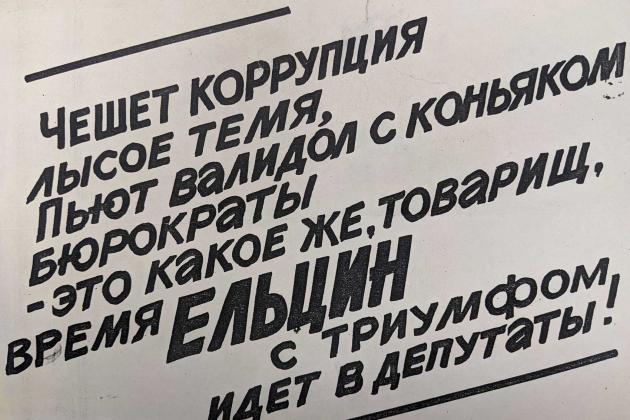 ЧЕШЕТ КОРРУПЦИЯ
ЛЫСОЕ ТЕМЯ,
ПЬЮТ ВАЛИДОЛ С КОНЬЯКОМ
БЮРОКРАТЫ
-ЭТО КАКОЕ ЖЕ, ТОВАРИЩ,
ВРЕМЯ ЕЛЬЦИН
С ТРИУМФОМ
ИДЕТ В ДЕПУТАТЫ!